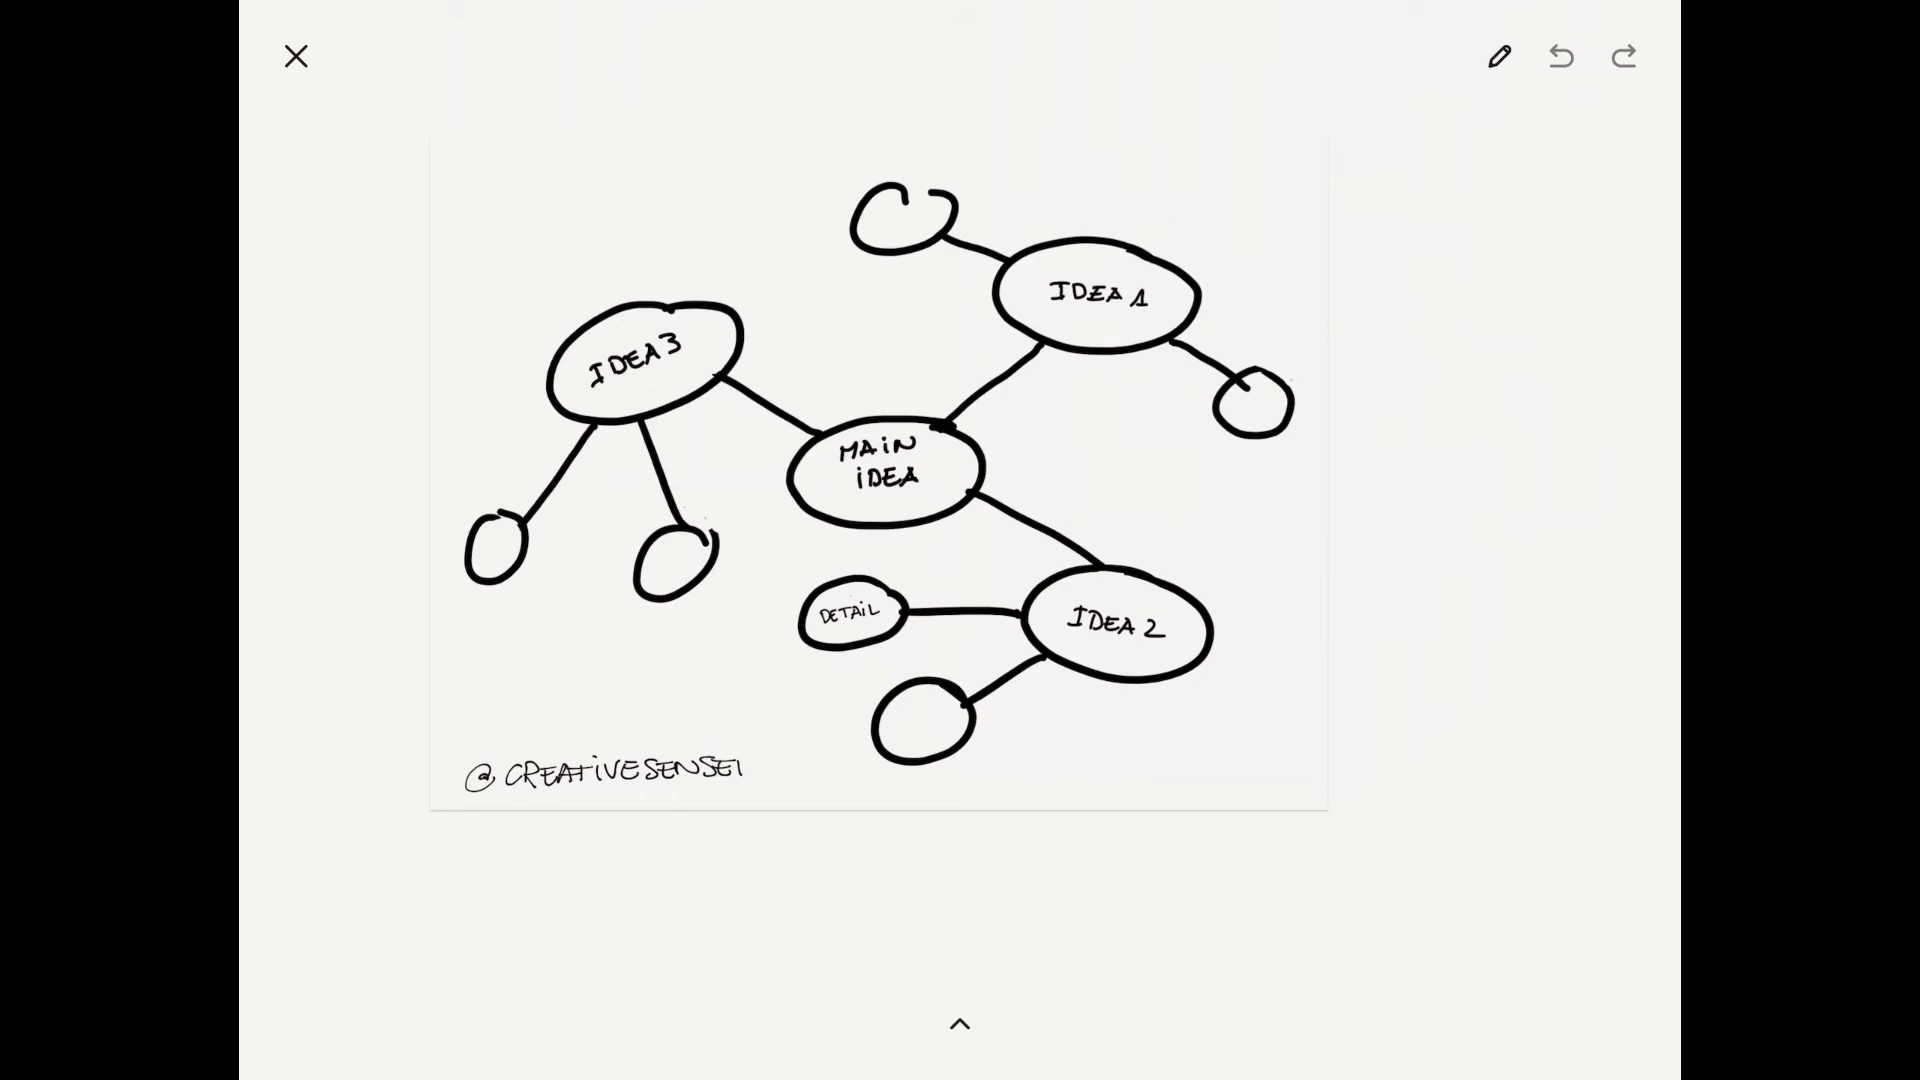 IDEA 1
IDEA 3
MAiN
iDEA
DETAiL
IDEA 2
@CREATiVESENSEI